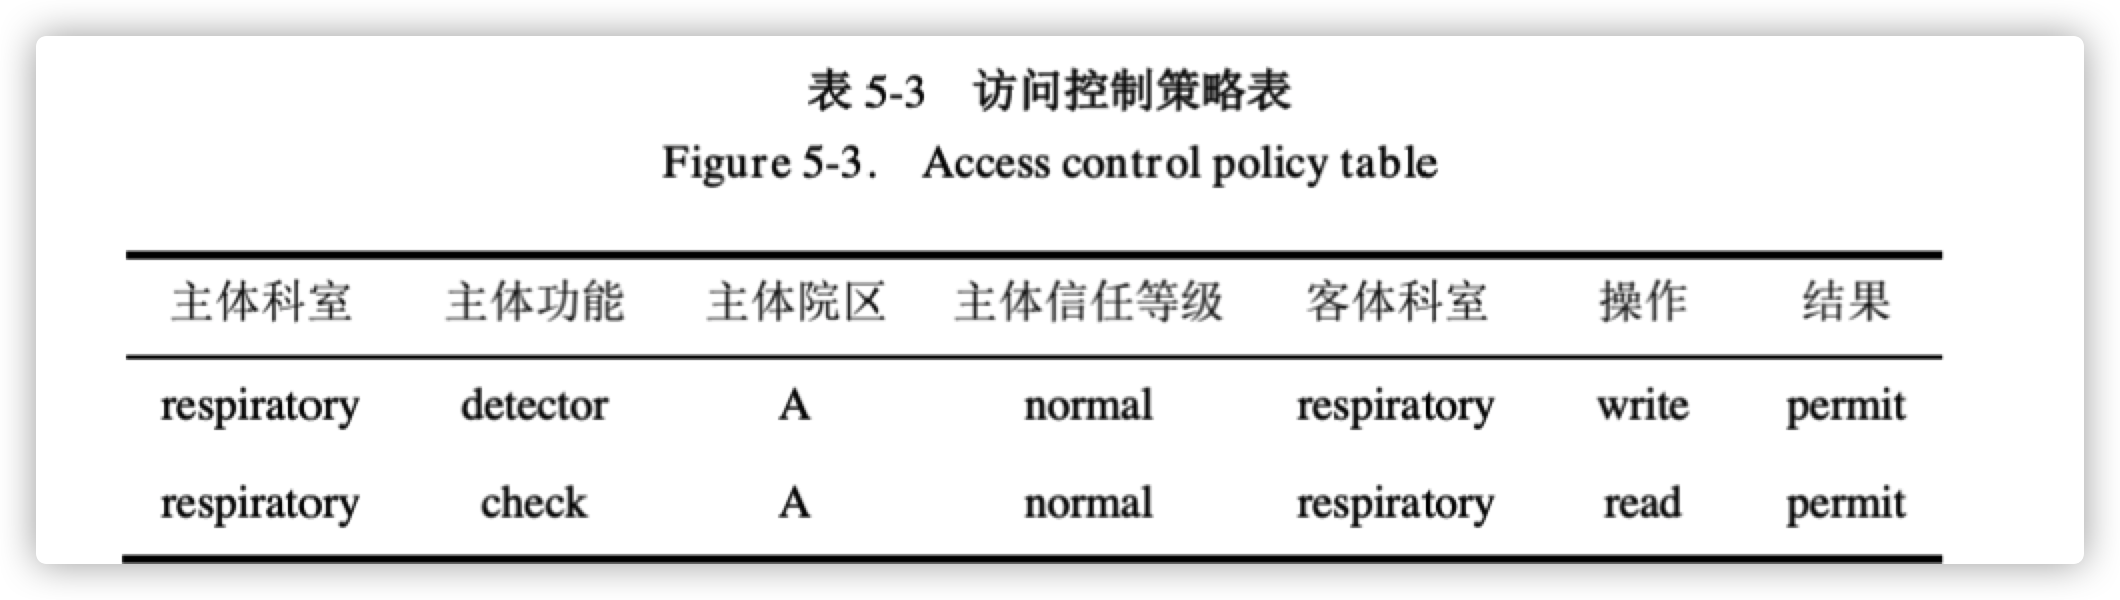 表 5-3 访问控制策略表
Figure 5-3. Access control policy table
主体科室 主体功能 主体院区 主体信任等级 客体科室 操作 结果
respiratory detector A normal respiratory write permit
respiratory check A normal respiratory read permit